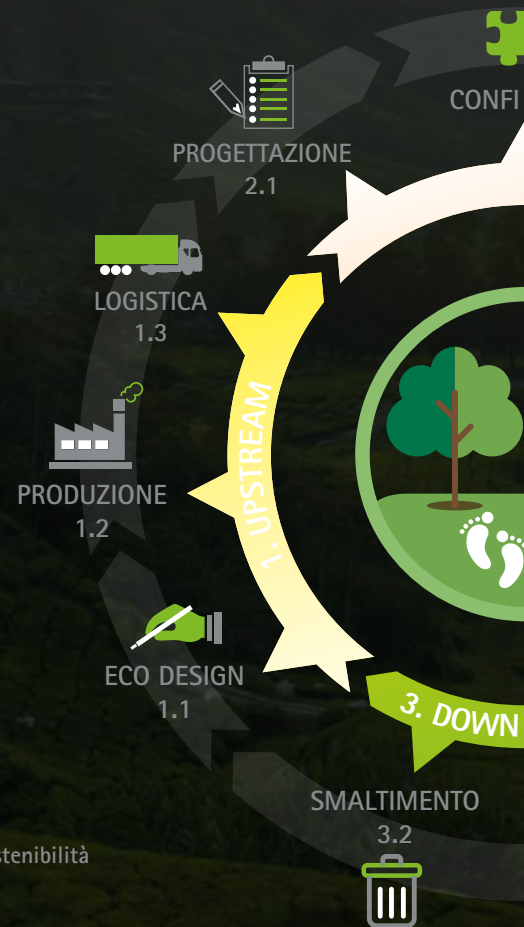 CONFI
PROGETTAZIONE
2.1
LOGISTICA
1.3
1. UPSTREAM
PRODUZIONE
1.2
ECO DESIGN
1.1
3. DOWN
SMALTIMENTO
3.2
stenibilità